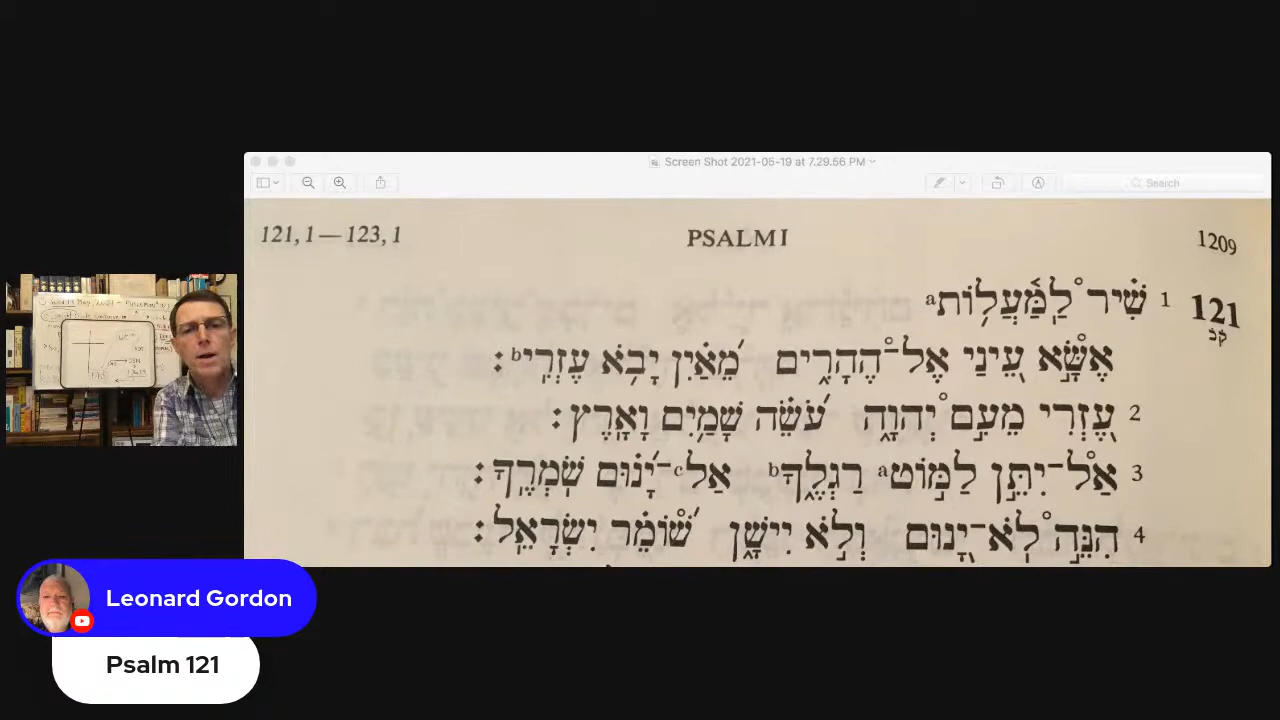 Screen Shot 2021-05-19 at 7.29.56 PM
Search
121,1—123,1 PSALMI 1209
121 1 שִׁ֗יר לַֽמַּ֫עֲל֥וֹת a
קכ
אֶשָּׂ֣א עֵ֭ינַי אֶל־הֶהָרִ֑ים מֵ֝אַ֗יִן יָבֹ֥א עֶזְרִֽי b ׃
2 עֶ֭זְרִי מֵעִ֣ם יְהוָ֑ה עֹ֝שֵׂ֗ה שָׁמַ֥יִם וָאָֽרֶץ׃
3 אַל־יִתֵּ֣ן לַמּ֣וֹט a רַגְלֶ֑ךָ b אַל c ־יָ֝נ֗וּם שֹֽׁמְרֶֽךָ׃
4 הִנֵּ֣ה לֹֽא־יָ֭נוּם וְלֹ֣א יִישָׁ֑ן שׁ֝וֹמֵ֗ר יִשְׂרָאֵֽל׃
Leonard Gordon
Psalm 121